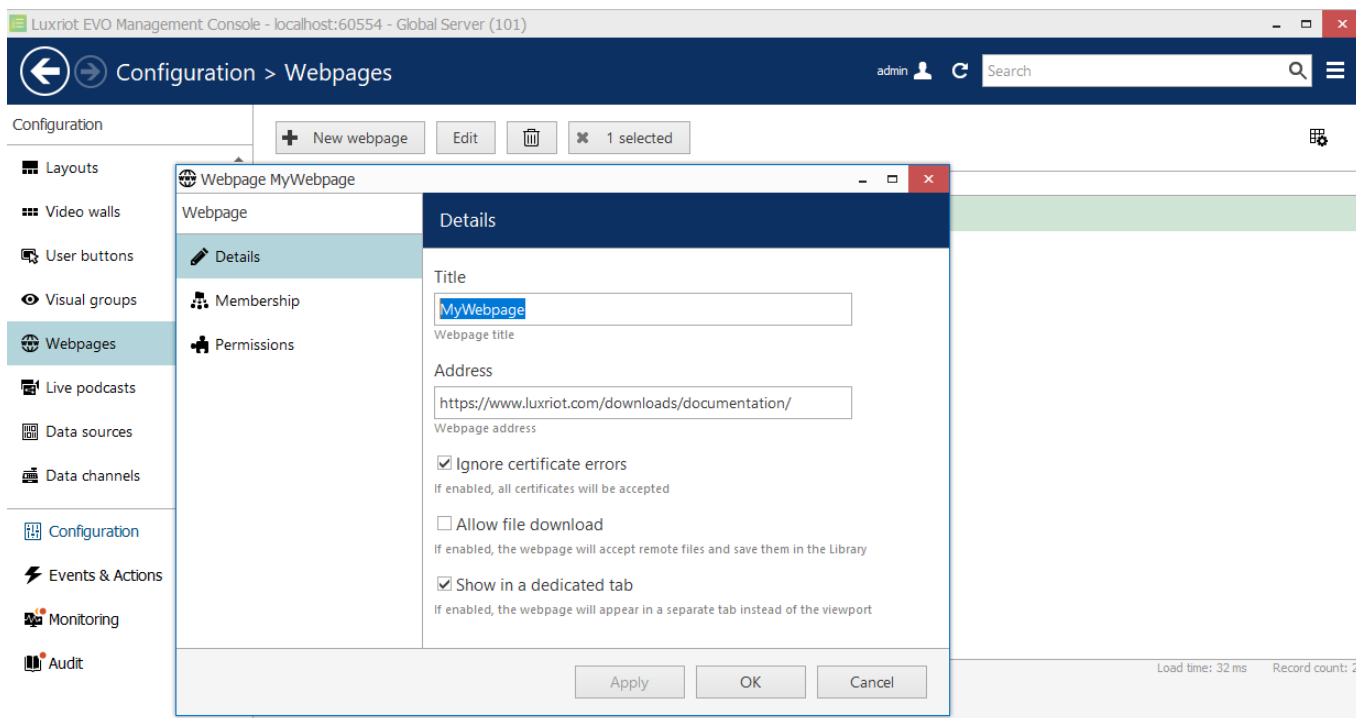 Luxriot EVO Management Console - localhost:60554 - Global Server (101)
Configuration > Webpages
admin
Search
Configuration
New webpage
Edit
1 selected
Layouts
Video walls
User buttons
Visual groups
Webpages
Live podcasts
Data sources
Data channels
Configuration
Events & Actions
Monitoring
Audit
Webpage MyWebpage
Webpage
Details
Membership
Permissions
Details
Title
MyWebpage
Webpage title
Address
https://www.luxriot.com/downloads/documentation/
Webpage address
Ignore certificate errors
If enabled, all certificates will be accepted
Allow file download
If enabled, the webpage will accept remote files and save them in the Library
Show in a dedicated tab
If enabled, the webpage will appear in a separate tab instead of the viewport
Apply
OK
Cancel
Load time: 32 ms
Record count: 2